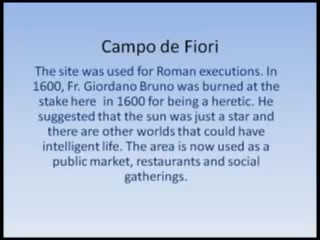 Campo de Fiori
The site was used for Roman executions. In
1600, Fr. Giordano Bruno was burned at the
stake here  in 1600 for being a heretic. He
suggested that the sun was just a star and
there are other worlds that could have
intelligent life. The area is now used as a
public market, restaurants and social
gatherings.